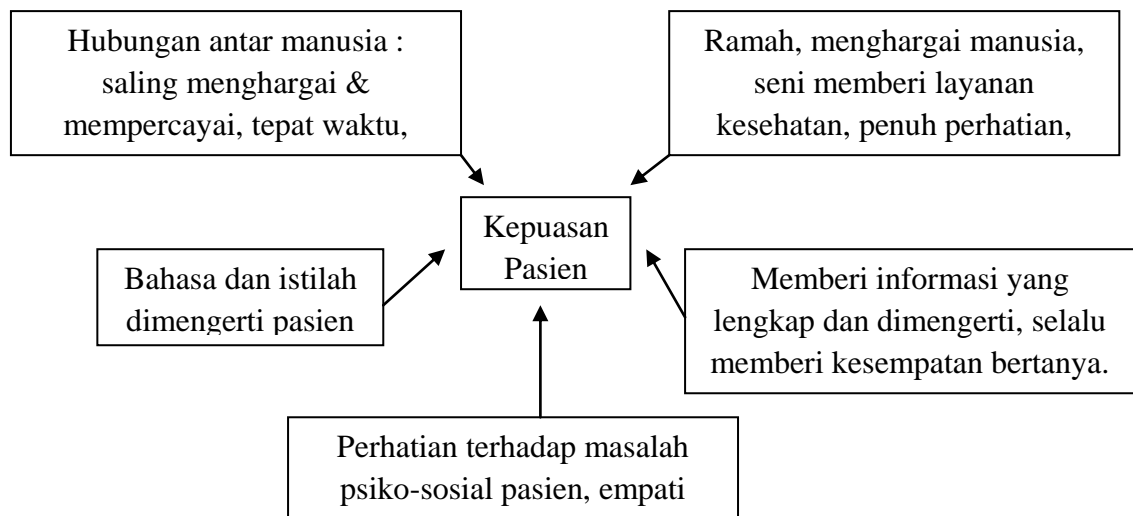 Hubungan antar manusia :
saling menghargai &
mempercayai, tepat waktu,
Ramah, menghargai manusia,
seni memberi layanan
kesehatan, penuh perhatian,
Kepuasan
Pasien
Bahasa dan istilah
dimengerti pasien
Memberi informasi yang
lengkap dan dimengerti, selalu
memberi kesempatan bertanya.
Perhatian terhadap masalah
psiko-sosial pasien, empati